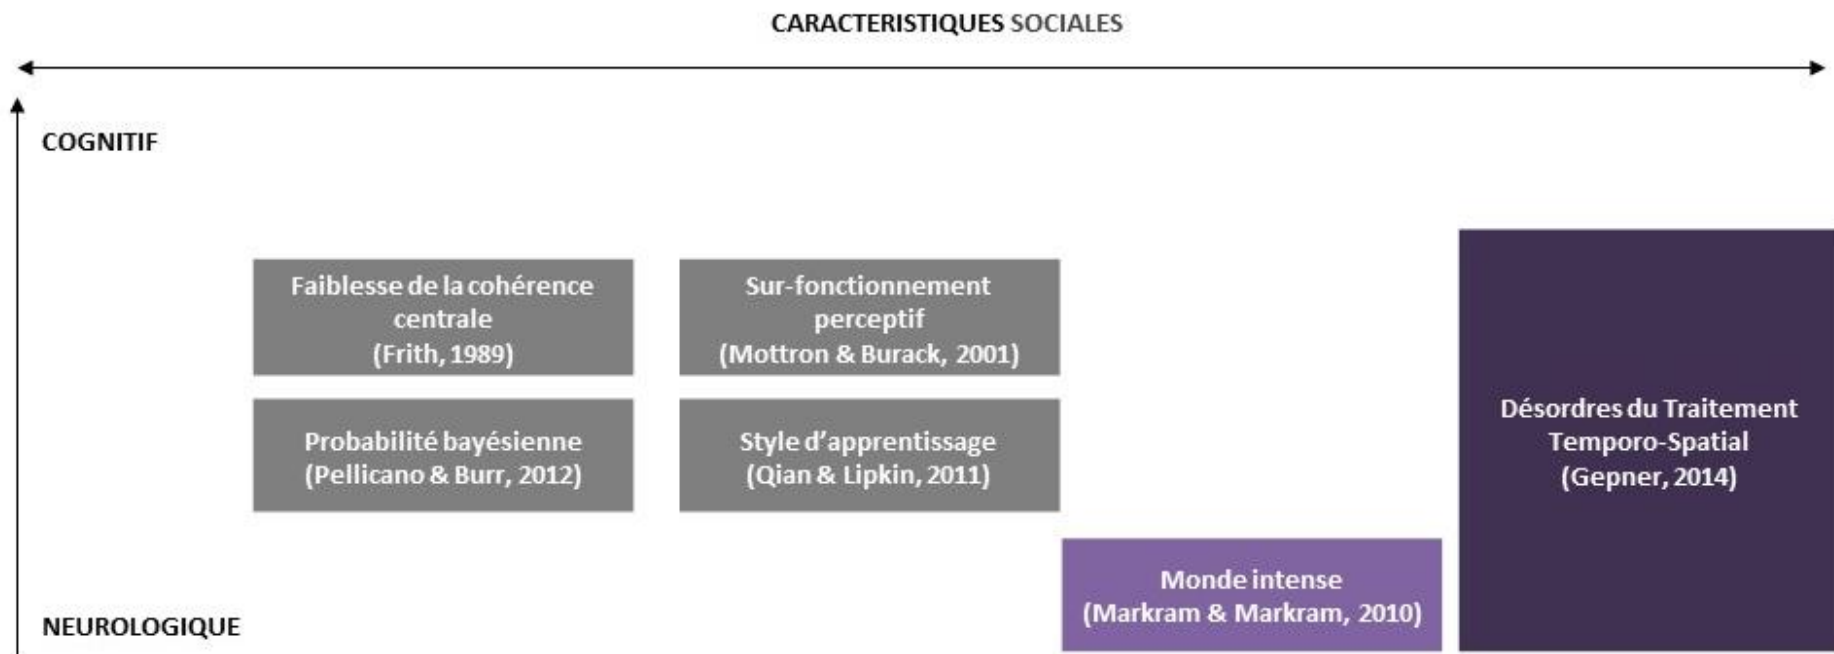 CARACTERISTIQUES SOCIALES
COGNITIF
Faiblesse de la cohérence
centrale
(Frith, 1989)
Sur-fonctionnement
perceptif
(Mottron & Burack, 2001)
Probabilité bayésienne
(Pellicano & Burr, 2012)
Style d’apprentissage
(Qian & Lipkin, 2011)
Désordres du Traitement
Temporo-Spatial
(Gepner, 2014)
Monde intense
(Markram & Markram, 2010)
NEUROLOGIQUE